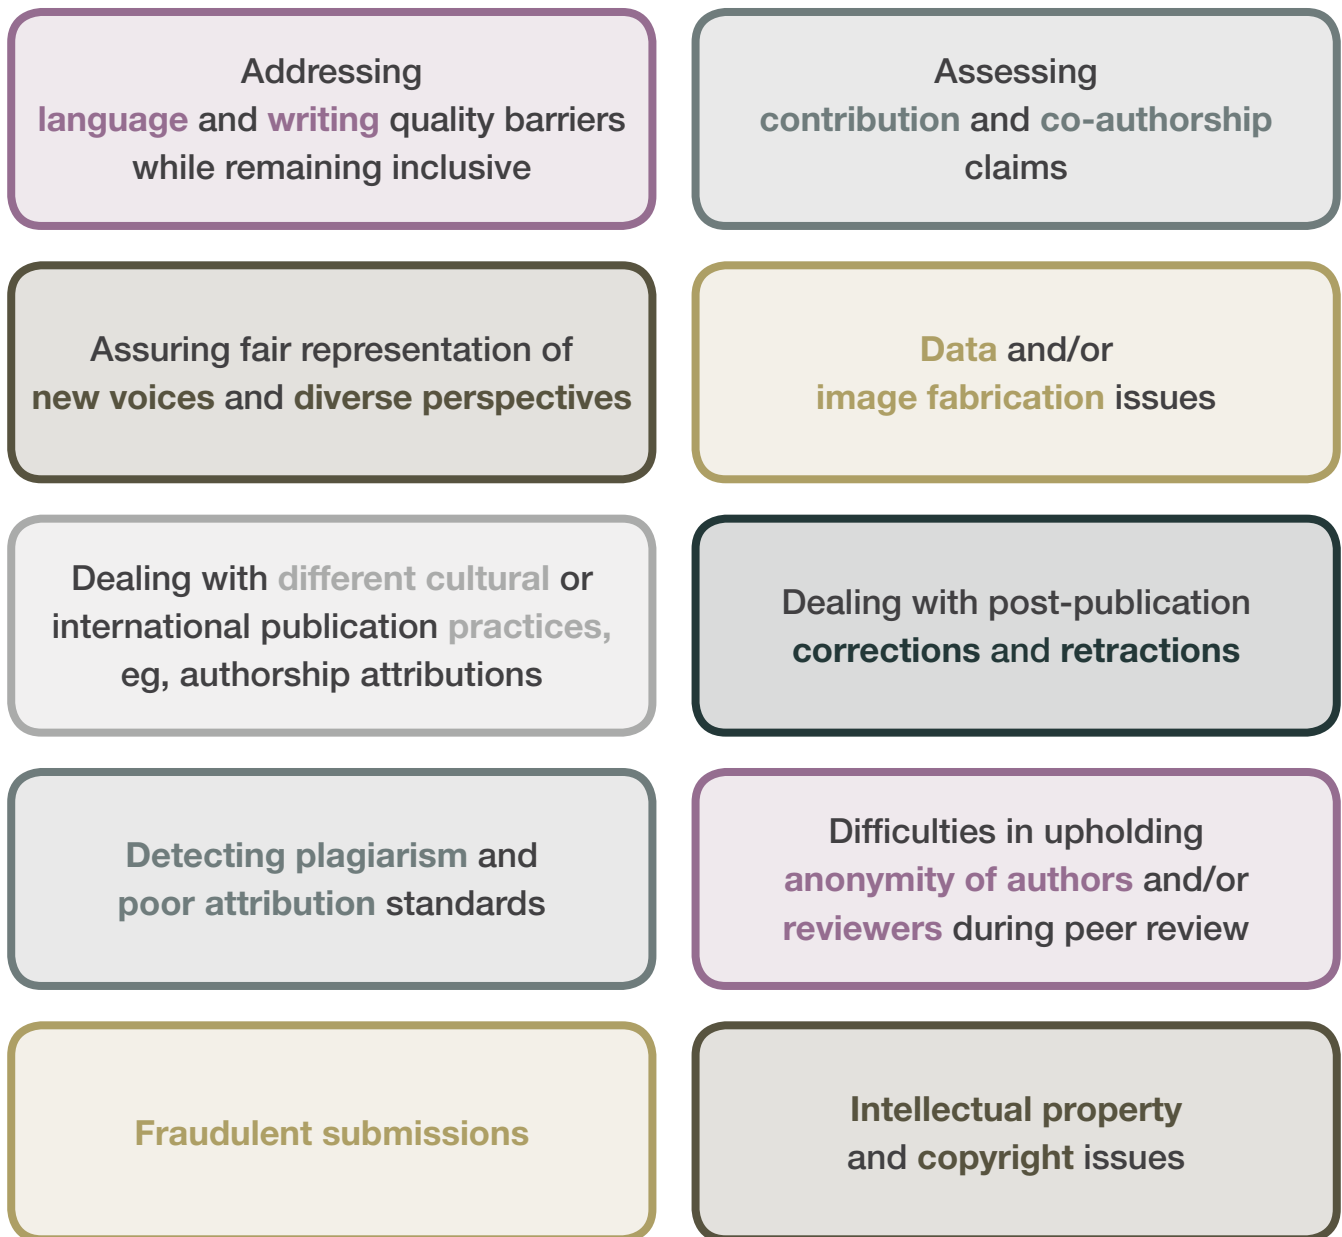 Addressing
language and writing quality barriers
while remaining inclusive
Assessing
contribution and co-authorship
claims
Assuring fair representation of
new voices and diverse perspectives
Data and/or
image fabrication issues
Dealing with different cultural or
international publication practices,
eg, authorship attributions
Dealing with post-publication
corrections and retractions
Detecting plagiarism and
poor attribution standards
Difficulties in upholding
anonymity of authors and/or
reviewers during peer review
Fraudulent submissions
Intellectual property
and copyright issues